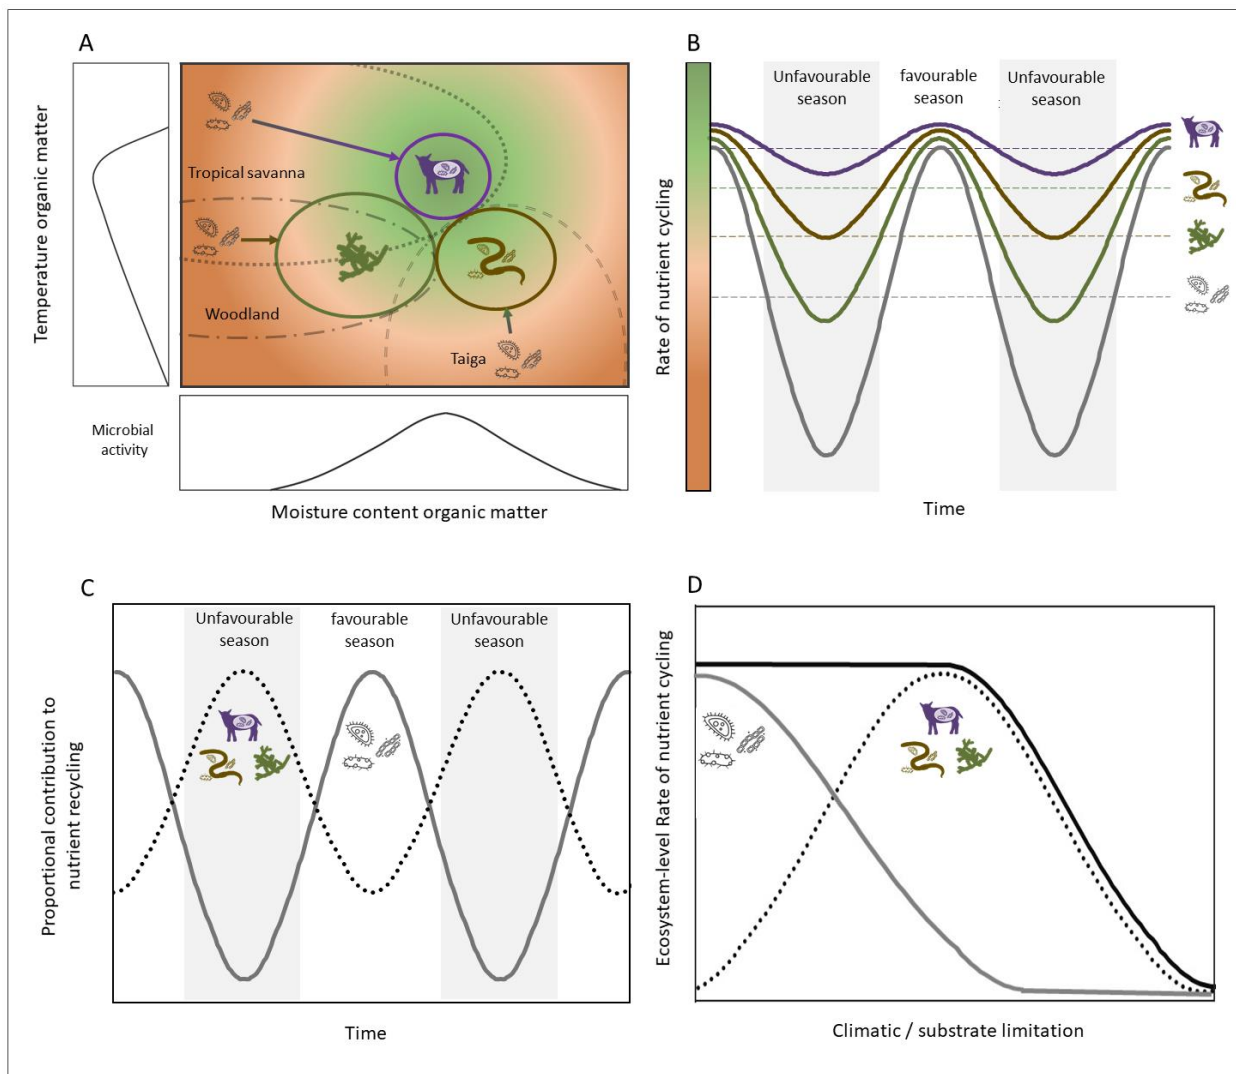 A
Temperature organic matter
Tropical savanna
Woodland
Taiga
Microbial
activity
Moisture content organic matter
B
Unfavourable
season
favourable
season
Unfavourable
season
Rate of nutrient cycling
Time
C
Unfavourable
season
favourable
season
Unfavourable
season
Proportional contribution to
nutrient recycling
Time
D
Ecosystem-level Rate of nutrient cycling
Climatic / substrate limitation